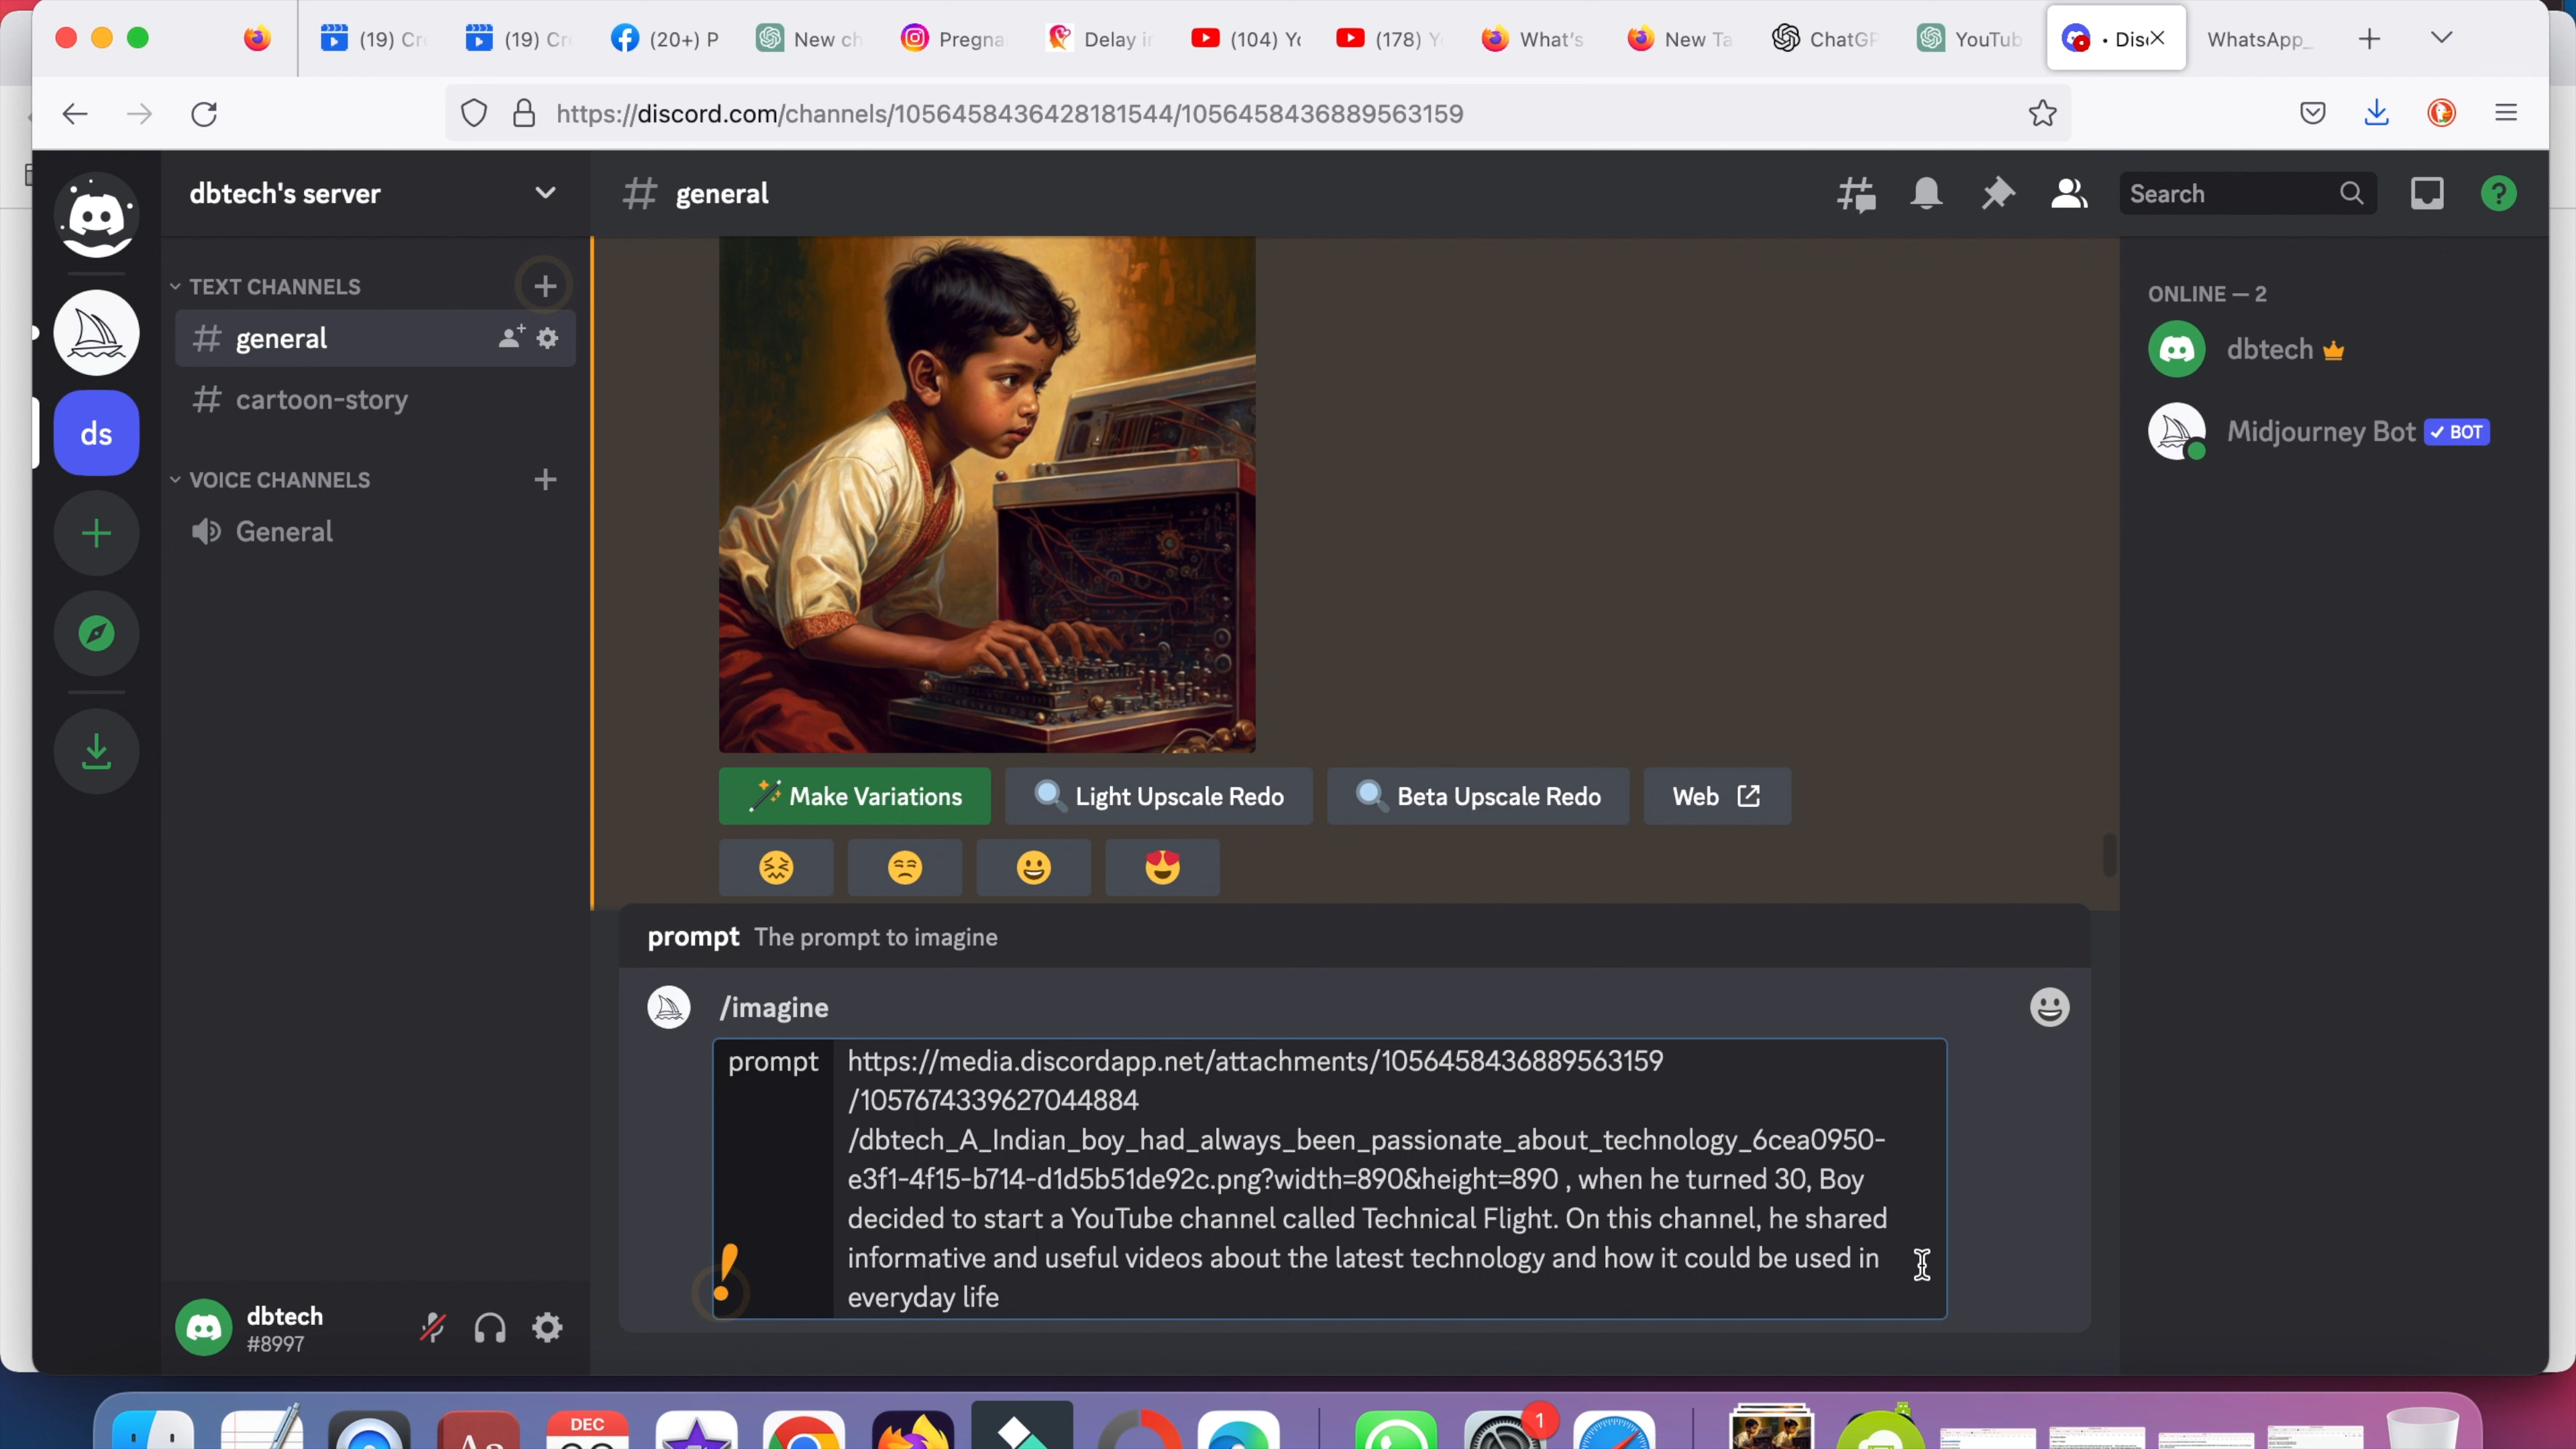 (19) Cr
(19) Cr
(20+) P
New ch
Pregna
Delay in
(104) Yo
(178) Y
What's
New Ta
ChatGP
YouTub
• Dis
WhatsApp_
https://discord.com/channels/1056458436428181544/1056458436889563159
dbtech's server
general
Search
TEXT CHANNELS
general
cartoon-story
VOICE CHANNELS
General
ds
ONLINE — 2
dbtech
Midjourney Bot BOT
Make Variations
Light Upscale Redo
Beta Upscale Redo
Web
prompt The prompt to imagine
/imagine
prompt https://media.discordapp.net/attachments/1056458436889563159
/1057674339627044884
/dbtech_A_Indian_boy_had_always_been_passionate_about_technology_6cea0950-
e3f1-4f15-b714-d1d5b51de92c.png?width=890&height=890 , when he turned 30, Boy
decided to start a YouTube channel called Technical Flight. On this channel, he shared
informative and useful videos about the latest technology and how it could be used in
everyday life
dbtech
#8997
DEC
1
Aa